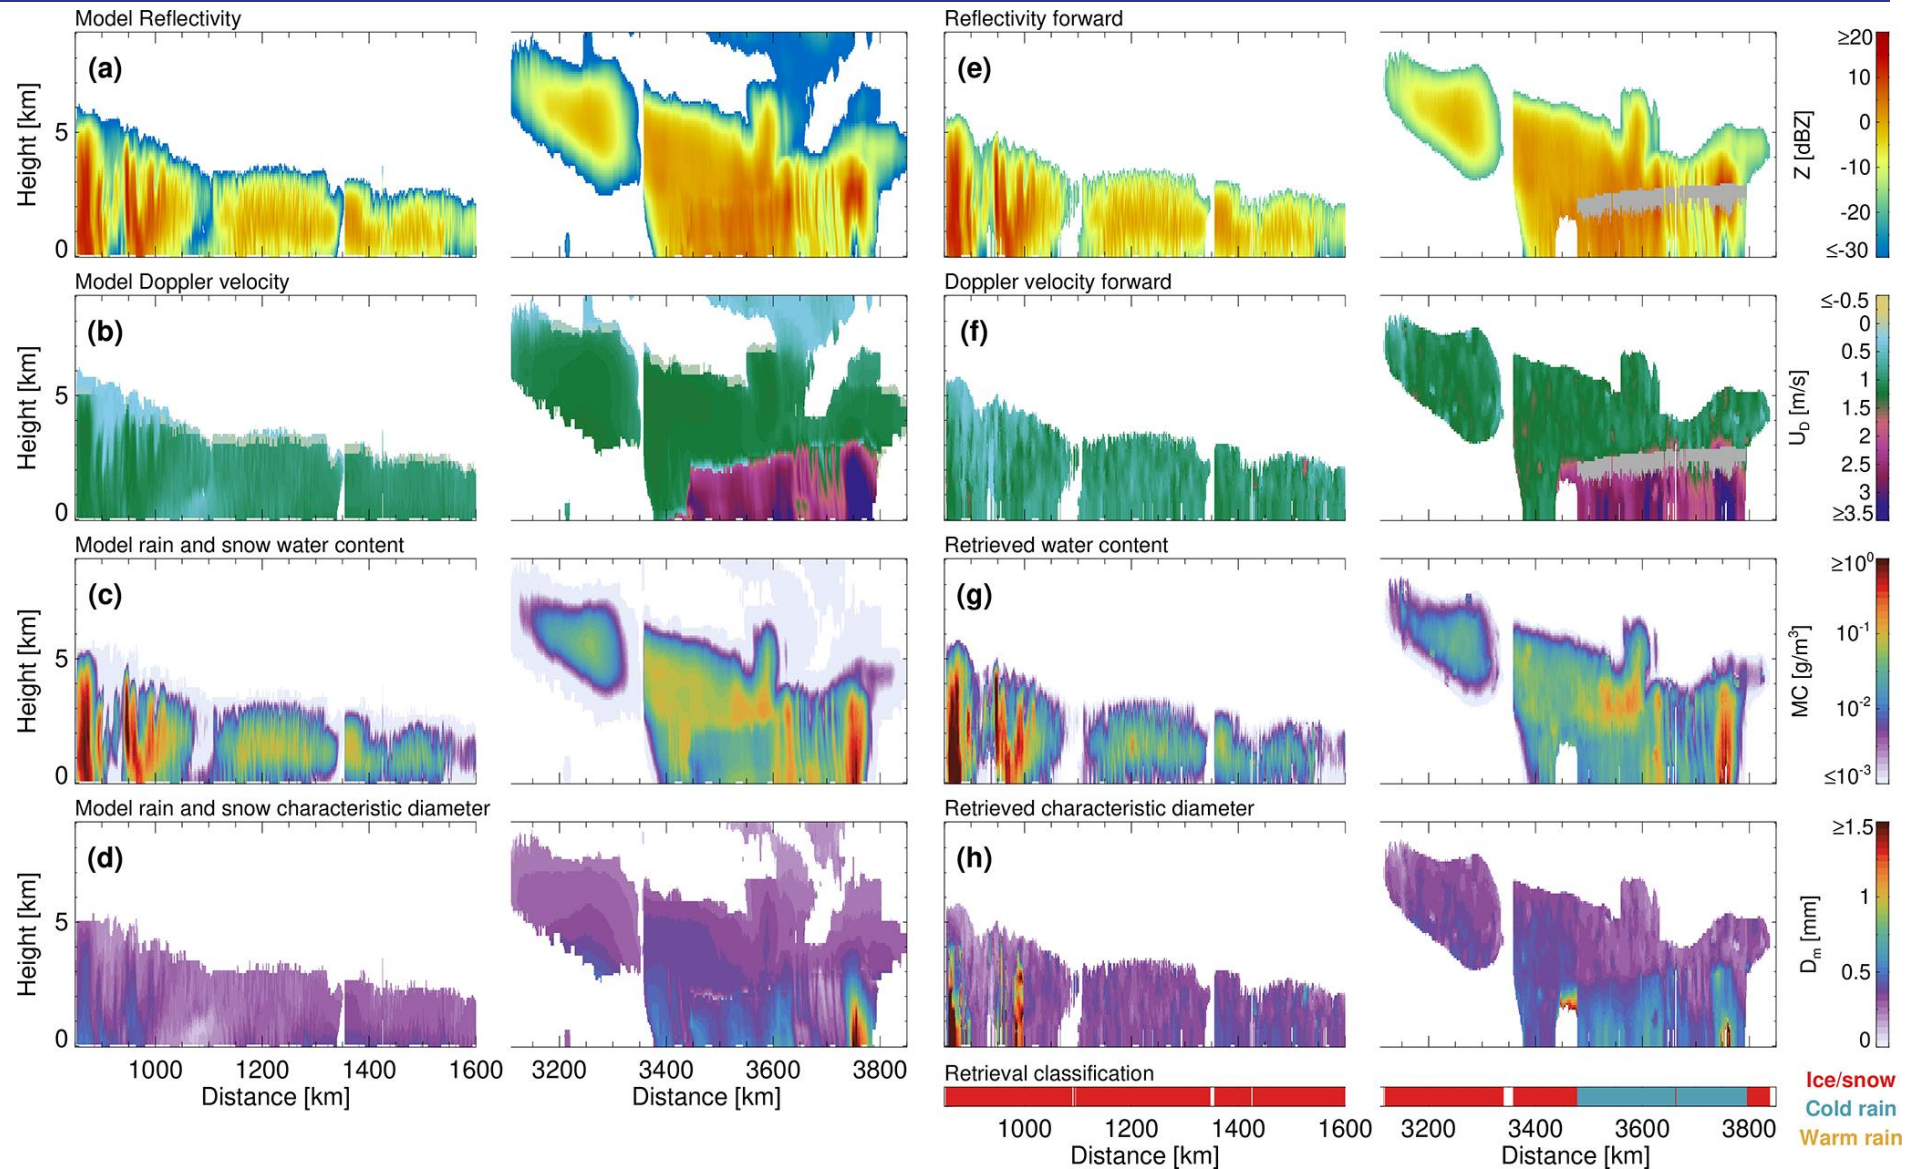 Model Reflectivity
Reflectivity forward
(a)
(e)
Height [km]
5
0
≥20
10
0
-10
-20
≤-30
Z [dBZ]
Model Doppler velocity
Doppler velocity forward
(b)
(f)
Height [km]
5
0
≤-0.5
0
0.5
1
1.5
2
2.5
3
≥3.5
U_D [m/s]
Model rain and snow water content
Retrieved water content
(c)
(g)
Height [km]
5
0
≥10⁰
10⁻¹
10⁻²
≤10⁻³
MC [g/m³]
Model rain and snow characteristic diameter
Retrieved characteristic diameter
(d)
(h)
Height [km]
5
0
≥1.5
1
0.5
0
D_m [mm]
1000 1200 1400 1600 3200 3400 3600 3800
Distance [km] Distance [km]
Retrieval classification
Ice/snow
Cold rain
Warm rain
1000 1200 1400 1600 3200 3400 3600 3800
Distance [km] Distance [km]